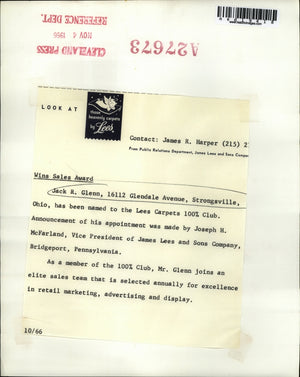 REFERENCE DEPT.
NOV 4 1966
CLEVELAND PRESS
A27673
LOOK AT
those
heavenly carpets
by Lees
Contact: James R. Harper (215) 2
From Public Relations Department, James Lees and Sons Compan
Wins Sales Award
Jack R. Glenn, 16112 Glendale Avenue, Strongsville,
Ohio, has been named to the Lees Carpets 100% Club.
Announcement of his appointment was made by Joseph H.
McFarland, Vice President of James Lees and Sons Company,
Bridgeport, Pennsylvania.
As a member of the 100% Club, Mr. Glenn joins an
elite sales team that is selected annually for excellence
in retail marketing, advertising and display.
10/66